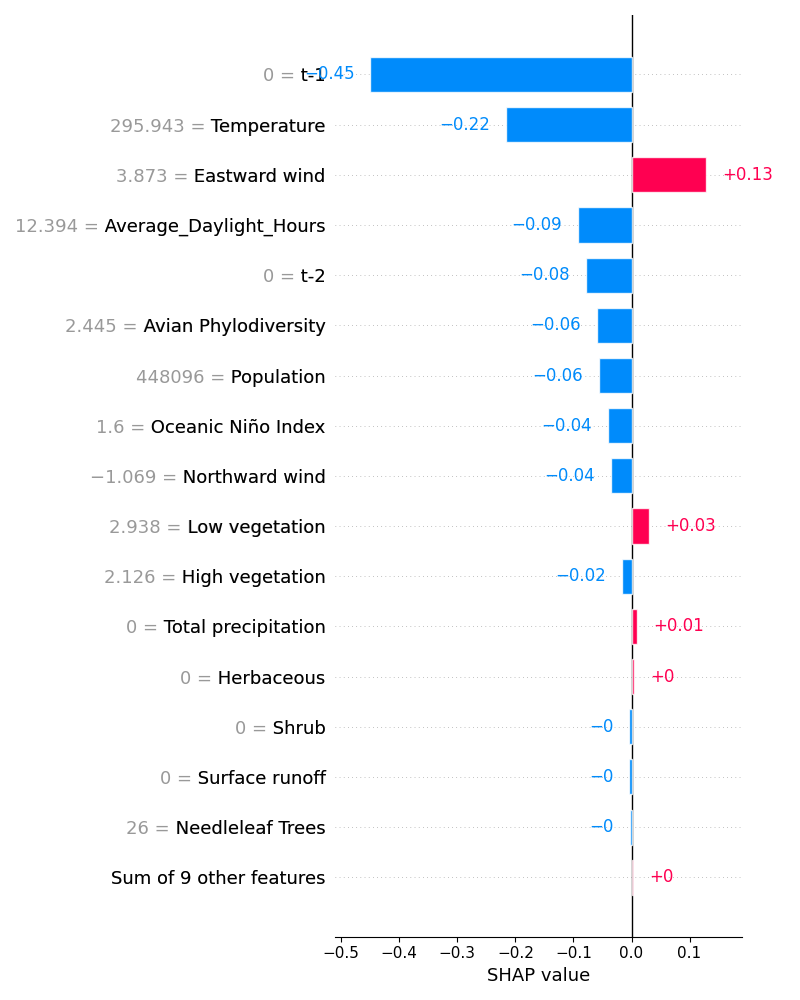 0 = t-1 −0.45
295.943 = Temperature −0.22
3.873 = Eastward wind +0.13
12.394 = Average_Daylight_Hours −0.09
0 = t-2 −0.08
2.445 = Avian Phylodiversity −0.06
448096 = Population −0.06
1.6 = Oceanic Niño Index −0.04
−1.069 = Northward wind −0.04
2.938 = Low vegetation +0.03
2.126 = High vegetation −0.02
0 = Total precipitation +0.01
0 = Herbaceous +0
0 = Shrub −0
0 = Surface runoff −0
26 = Needleleaf Trees −0
Sum of 9 other features +0
−0.5 −0.4 −0.3 −0.2 −0.1 0.0 0.1
SHAP value